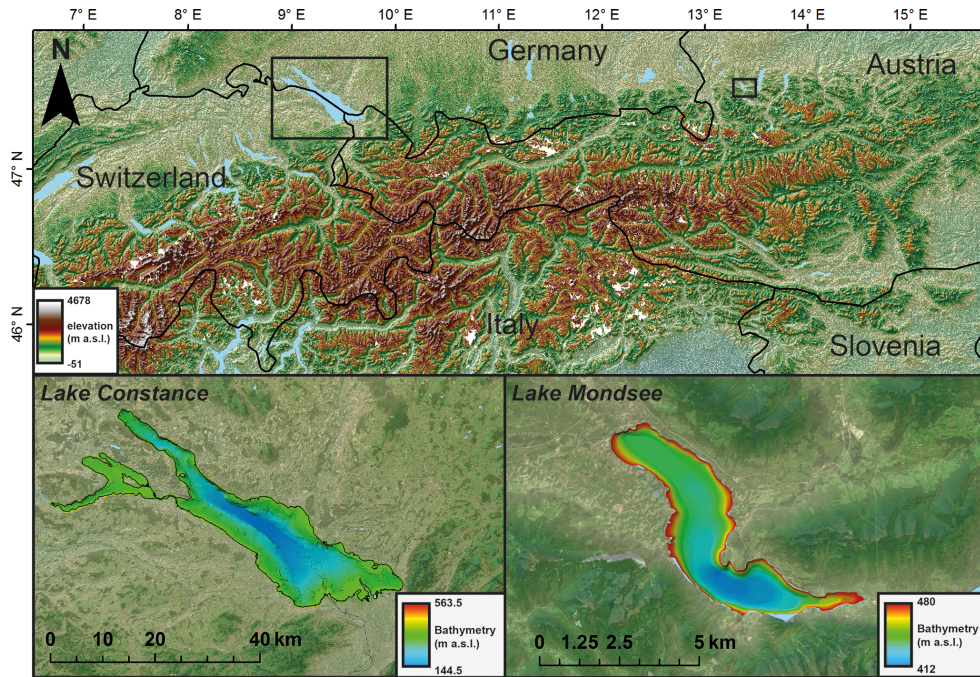 7° E 8° E 9° E 10° E 11° E 12° E 13° E 14° E 15° E
N
Germany
Austria
47° N
Switzerland
46° N
4678
elevation
(m a.s.l.)
-51
Italy
Slovenia
Lake Constance
Lake Mondsee
563.5
Bathymetry
(m a.s.l.)
144.5
0 10 20 40 km
480
Bathymetry
(m a.s.l.)
412
0 1.25 2.5 5 km